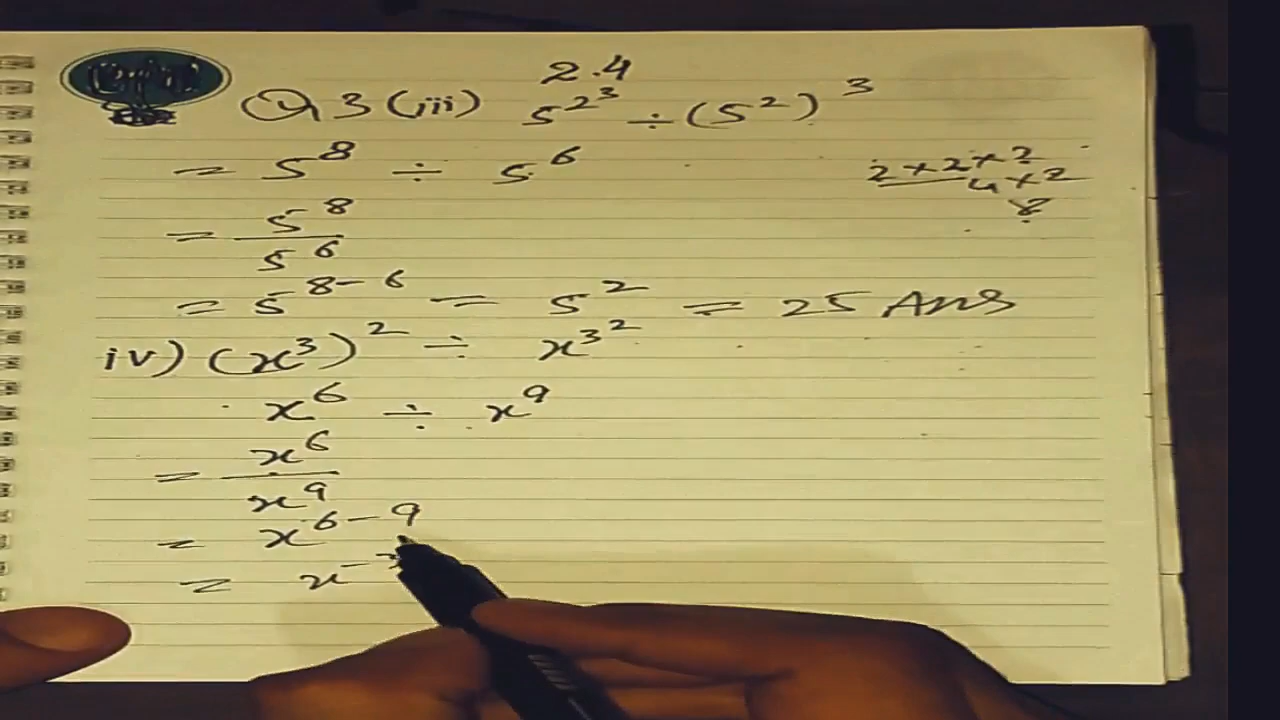 2.4
Q 3 (iii) 5^2^3 ÷ (5^2)^3
= 5^8 ÷ 5^6
2 × 2 × 2
4 × 2
8
= 5^8 / 5^6
= 5^8-6 = 5^2 = 25 Ans
iv) (x^3)^2 ÷ x^3^2
x^6 ÷ x^9
= x^6 / x^9
= x^6-9
= x^-3